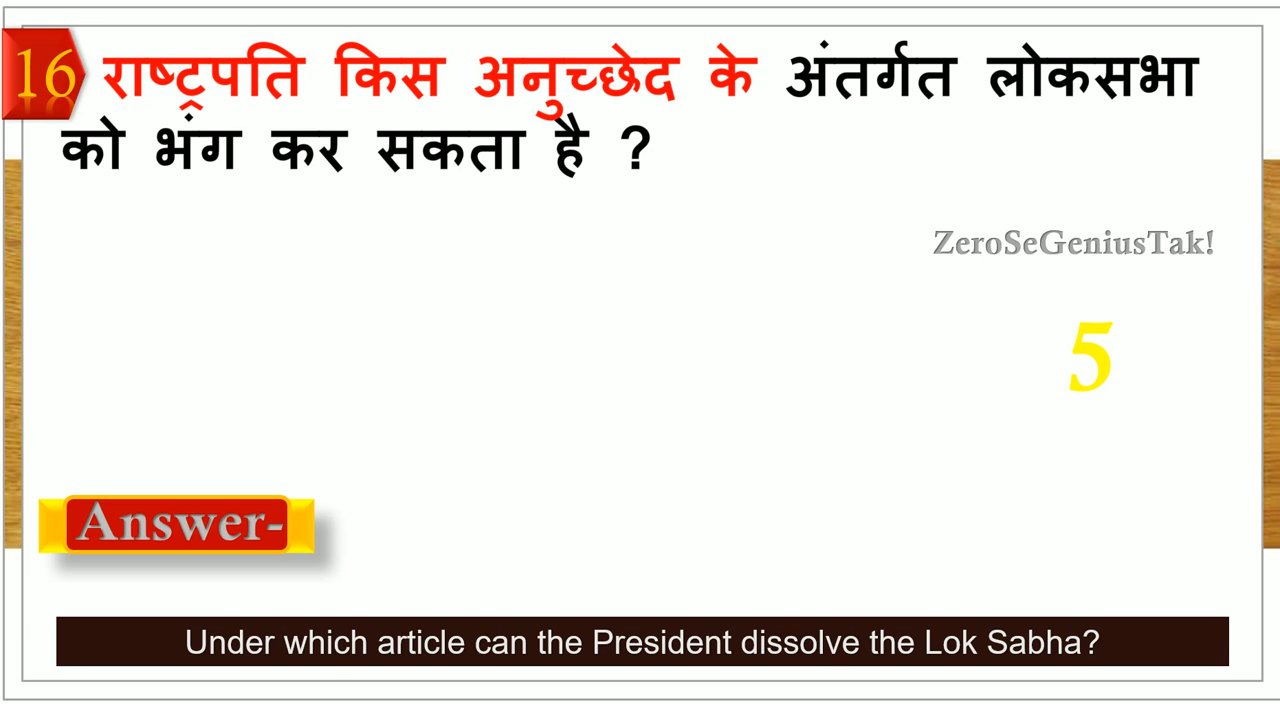 16 राष्ट्रपति किस अनुच्छेद के अंतर्गत लोकसभा
को भंग कर सकता है ?
ZeroSeGeniusTak!
5
Answer-
Under which article can the President dissolve the Lok Sabha?